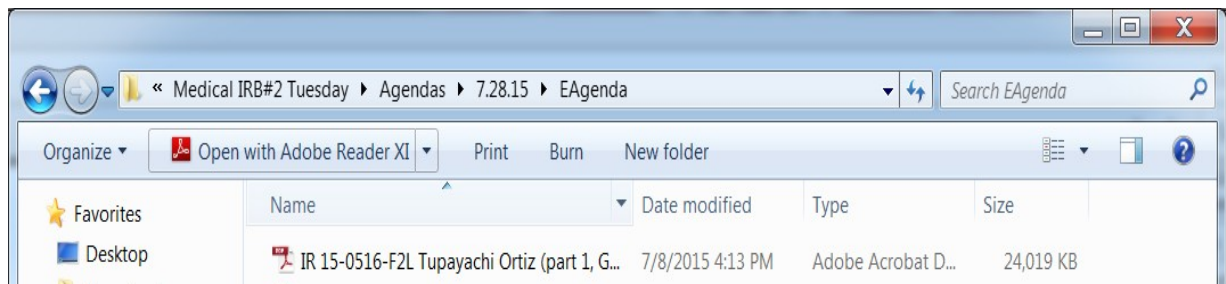 « Medical IRB#2 Tuesday ▸ Agendas ▸ 7.28.15 ▸ EAgenda Search EAgenda
Organize Open with Adobe Reader XI Print Burn New folder
Favorites Name Date modified Type Size
Desktop IR 15-0516-F2L Tupayachi Ortiz (part 1, G... 7/8/2015 4:13 PM Adobe Acrobat D... 24,019 KB